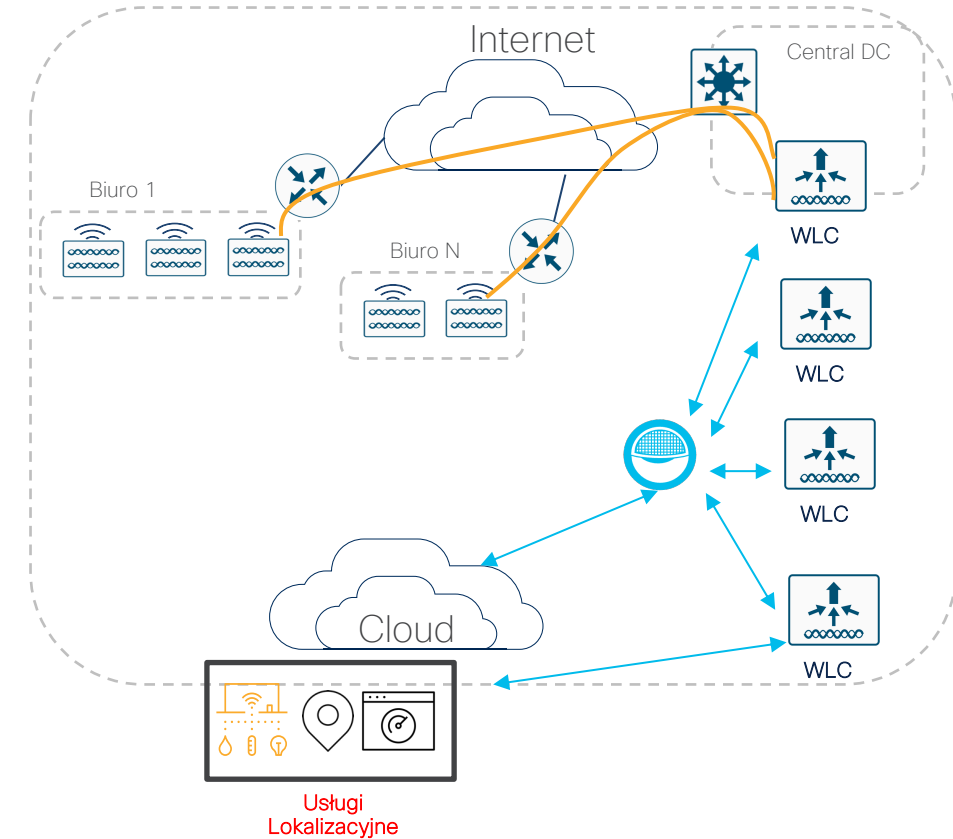 Internet
Central DC
Biuro 1
WLC
Biuro N
WLC
WLC
Cloud
WLC
Usługi
Lokalizacyjne